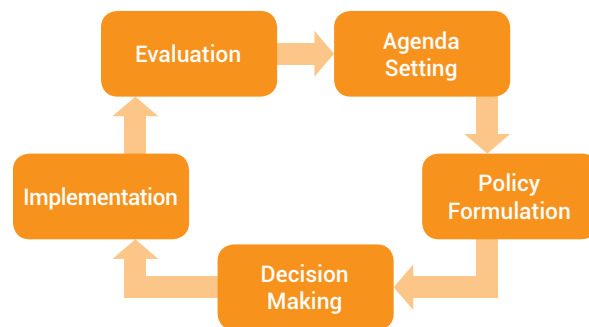 Evaluation
Agenda
Setting
Policy
Formulation
Decision
Making
Implementation